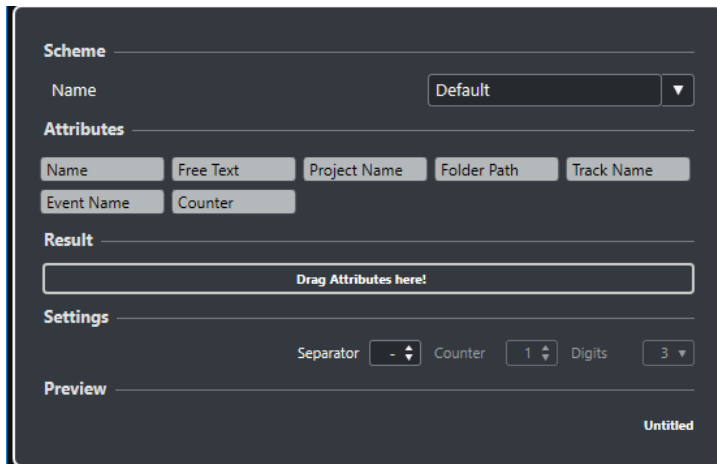 Scheme
Name Default
Attributes
Name Free Text Project Name Folder Path Track Name
Event Name Counter
Result
Drag Attributes here!
Settings
Separator - Counter 1 Digits 3
Preview
Untitled